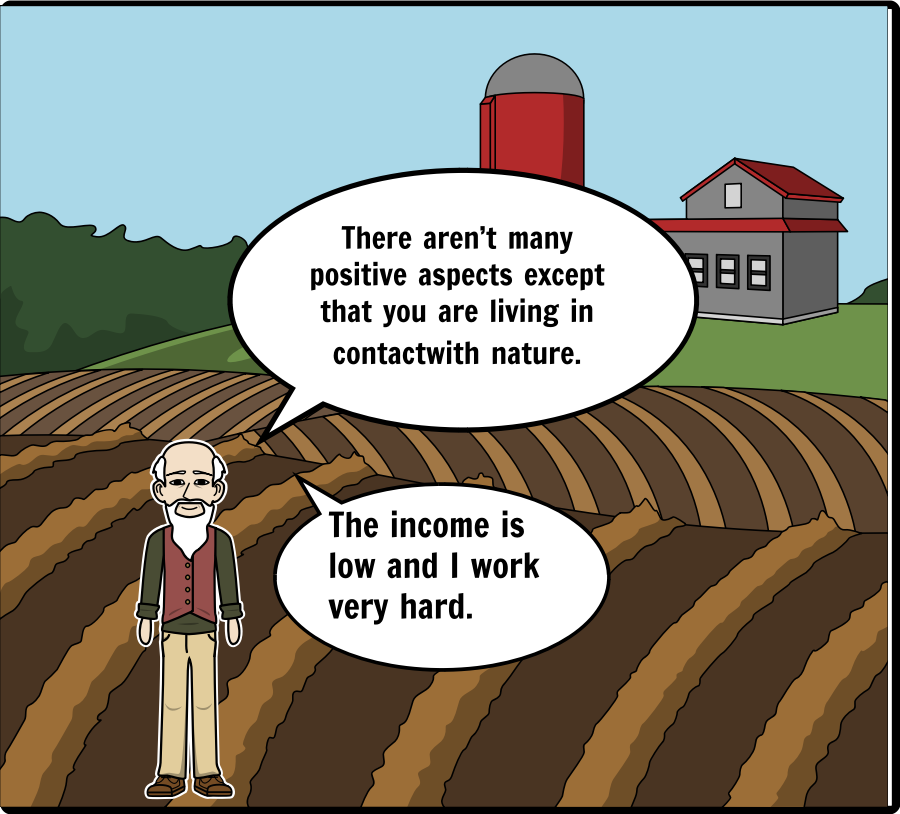 There aren't many
positive aspects except
that you are living in
contactwith nature.
The income is
low and I work
very hard.